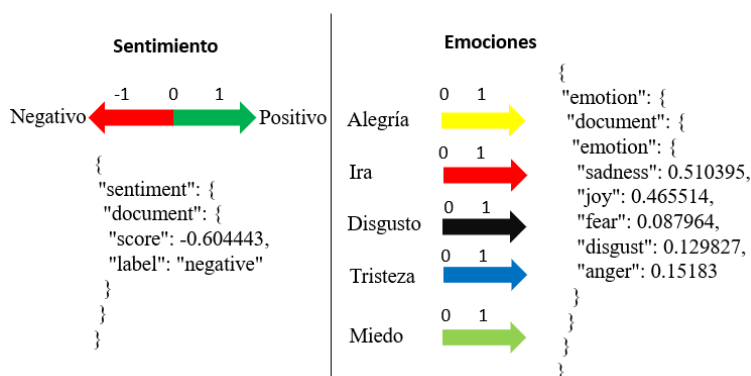 Sentimiento
-1 0 1
Negativo Positivo
{
"sentiment": {
"document": {
"score": -0.604443,
"label": "negative"
}
}
}
Emociones
0 1
Alegría
0 1
Ira
0 1
Disgusto
0 1
Tristeza
0 1
Miedo
{
"emotion": {
"document": {
"emotion": {
"sadness": 0.510395,
"joy": 0.465514,
"fear": 0.087964,
"disgust": 0.129827,
"anger": 0.15183
}
}
}
}